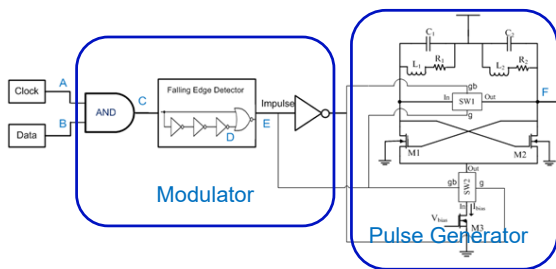 Clock
Data
A
B
AND
C
Falling Edge Detector
D
E
Impulse
Modulator
C1
C2
L1
R1
L2
R2
gb
In
SW1
Out
g
F
M1
M2
Out
gb
SW2
g
In
Ibias
Vbias
M3
Pulse Generator